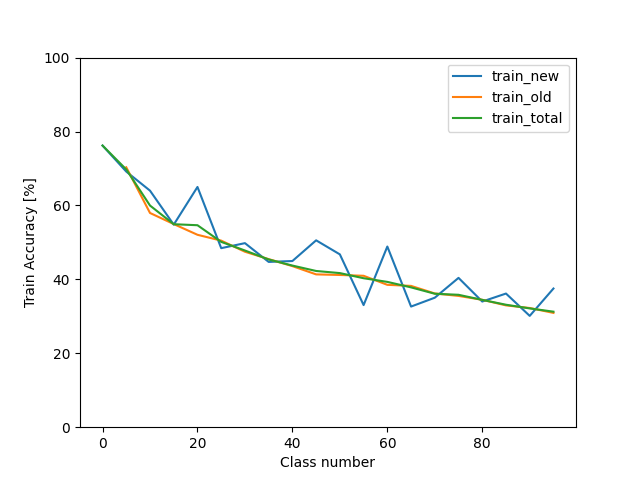 train_new
train_old
train_total
Train Accuracy [%]
100
80
60
40
20
0
0 20 40 60 80
Class number